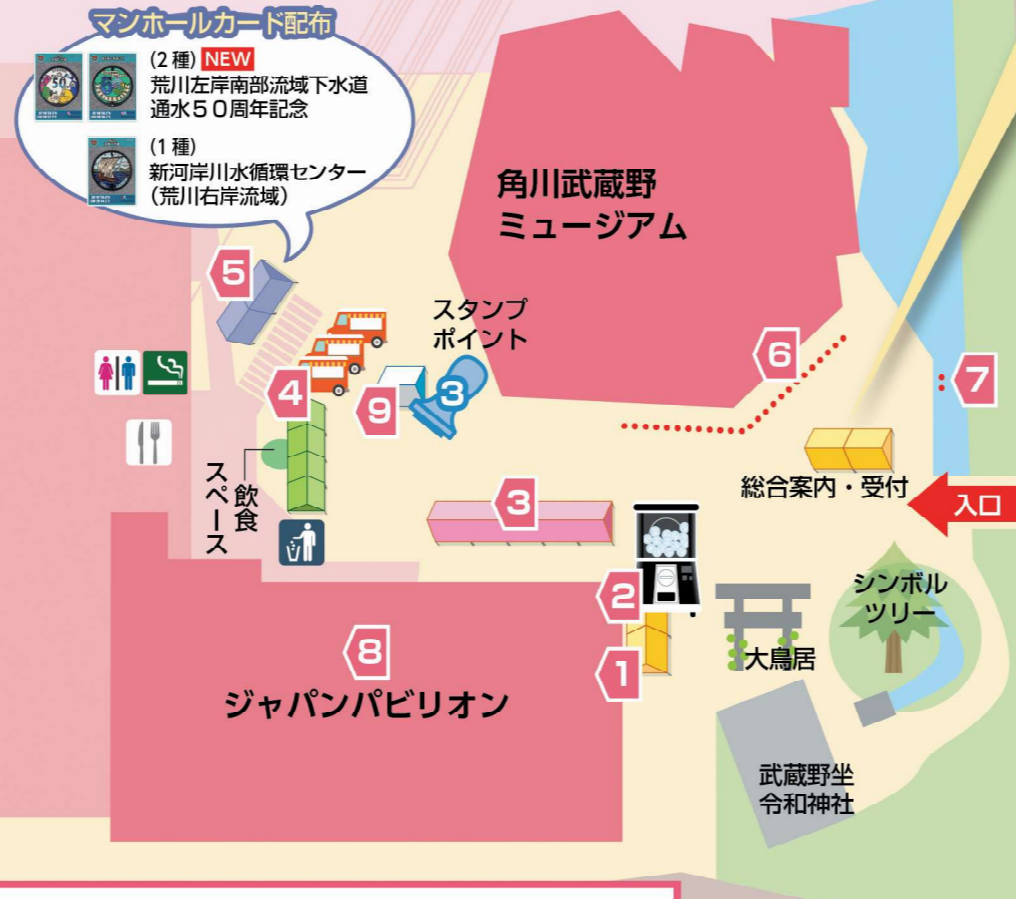 マンホールカード配布
(2種) NEW
荒川左岸南部流域下水道
通水50周年記念
(1種)
新河岸川水循環センター
(荒川右岸流域)
角川武蔵野
ミュージアム
5
スタンプ
ポイント
3
6
7
4
9
総合案内・受付
入口
飲食
スペース
3
シンボル
ツリー
2
大鳥居
1
8
ジャパンパビリオン
武蔵野坐
令和神社